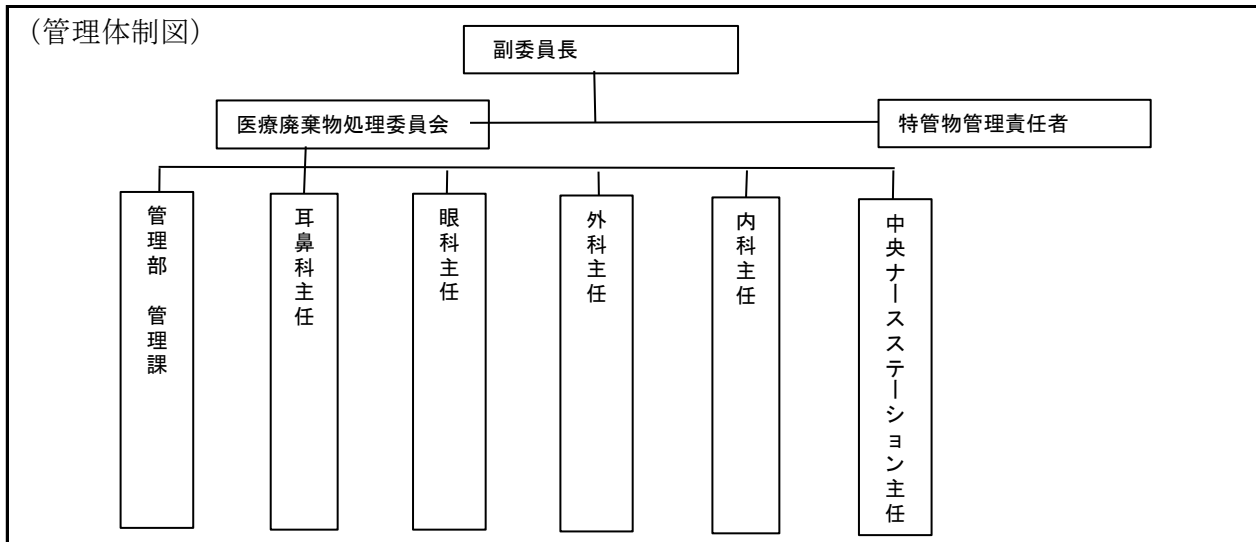 （管理体制図）
副委員長
医療廃棄物処理委員会
特管物管理責任者
管理部　管理課
耳鼻科主任
眼科主任
外科主任
内科主任
中央ナースステーション主任